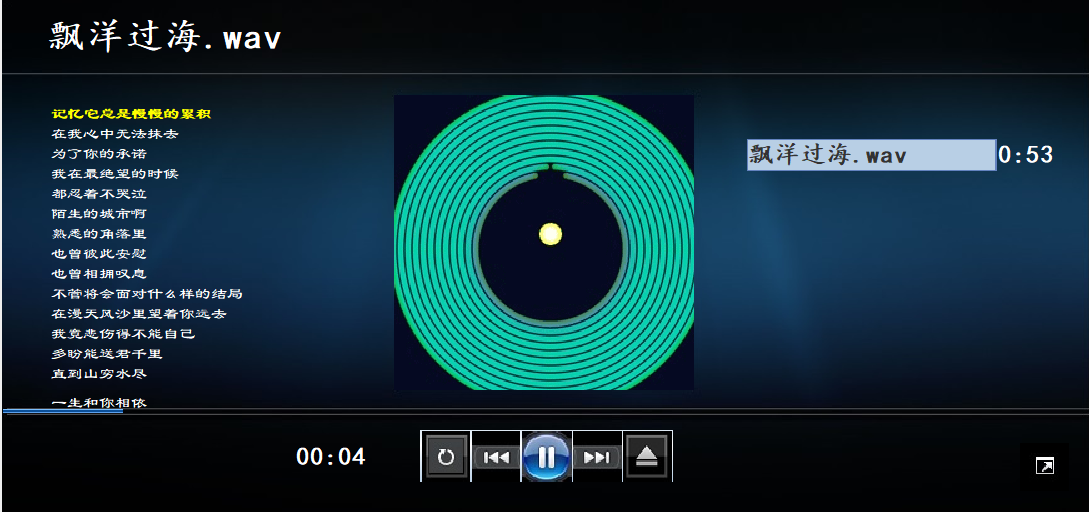 飘洋过海.wav
记忆它总是慢慢的累积
在我心中无法抹去
为了你的承诺
我在最绝望的时候
都忍着不哭泣
陌生的城市啊
熟悉的角落里
也曾彼此安慰
也曾相拥叹息
不管将会面对什么样的结局
在漫天风沙里望着你远去
我竟悲伤得不能自己
多盼能送君千里
直到山穷水尽
一生和你相依
飘洋过海.wav 0:53
00:04